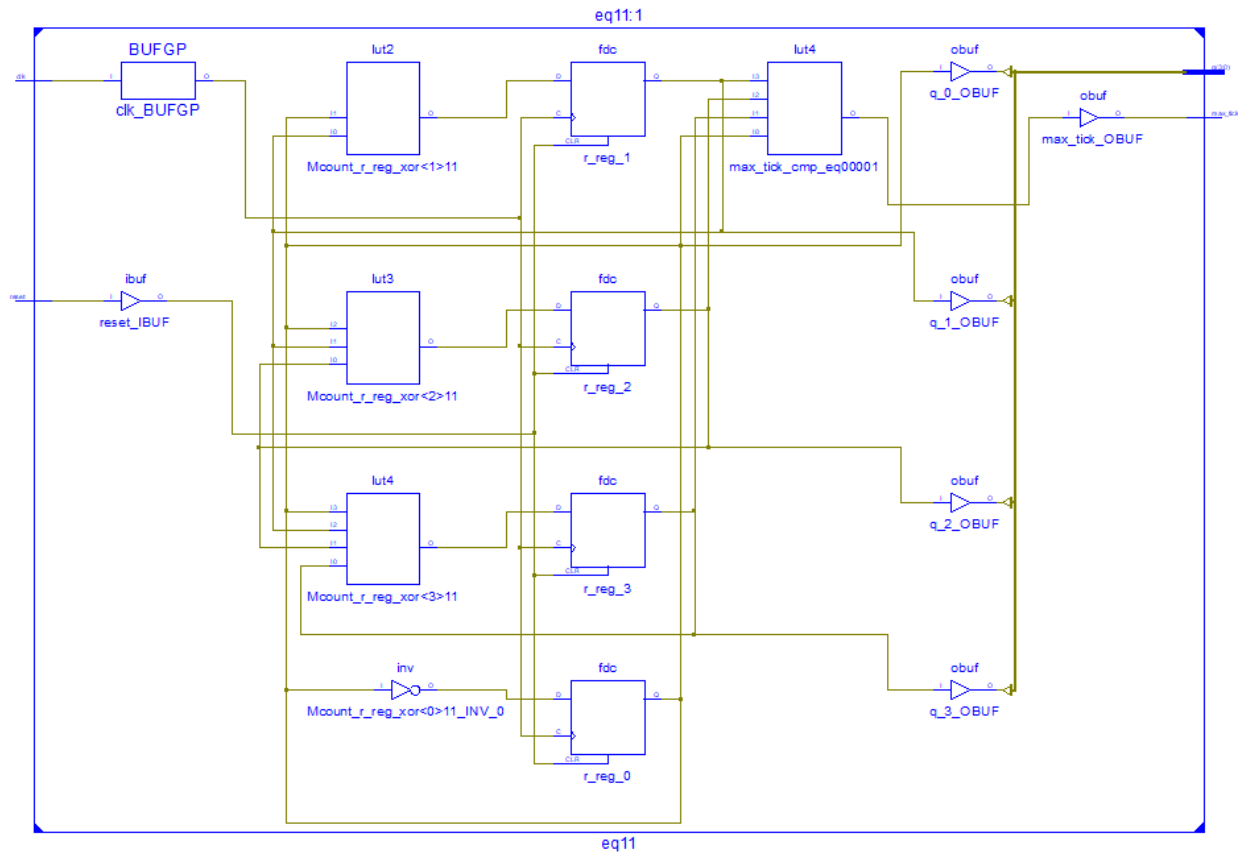 eq11:1
BUFGP
lut2
fdc
lut4
obuf
clk
I
O
clk_BUFGP
I1
I0
O
D
C
CLR
Q
I3
I2
I1
I0
O
I
O
q_0_OBUF
q(3:0)
obuf
I
O
max_tick
max_tick_OBUF
Mcount_r_reg_xor<1>11
r_reg_1
max_tick_cmp_eq00001
ibuf
lut3
fdc
obuf
reset
I
O
reset_IBUF
I2
I1
I0
O
D
C
CLR
Q
I
O
q_1_OBUF
Mcount_r_reg_xor<2>11
r_reg_2
lut4
fdc
obuf
I3
I2
I1
I0
O
D
C
CLR
Q
I
O
q_2_OBUF
Mcount_r_reg_xor<3>11
r_reg_3
inv
fdc
obuf
I
O
D
C
CLR
Q
I
O
Mcount_r_reg_xor<0>11_INV_0
q_3_OBUF
r_reg_0
eq11